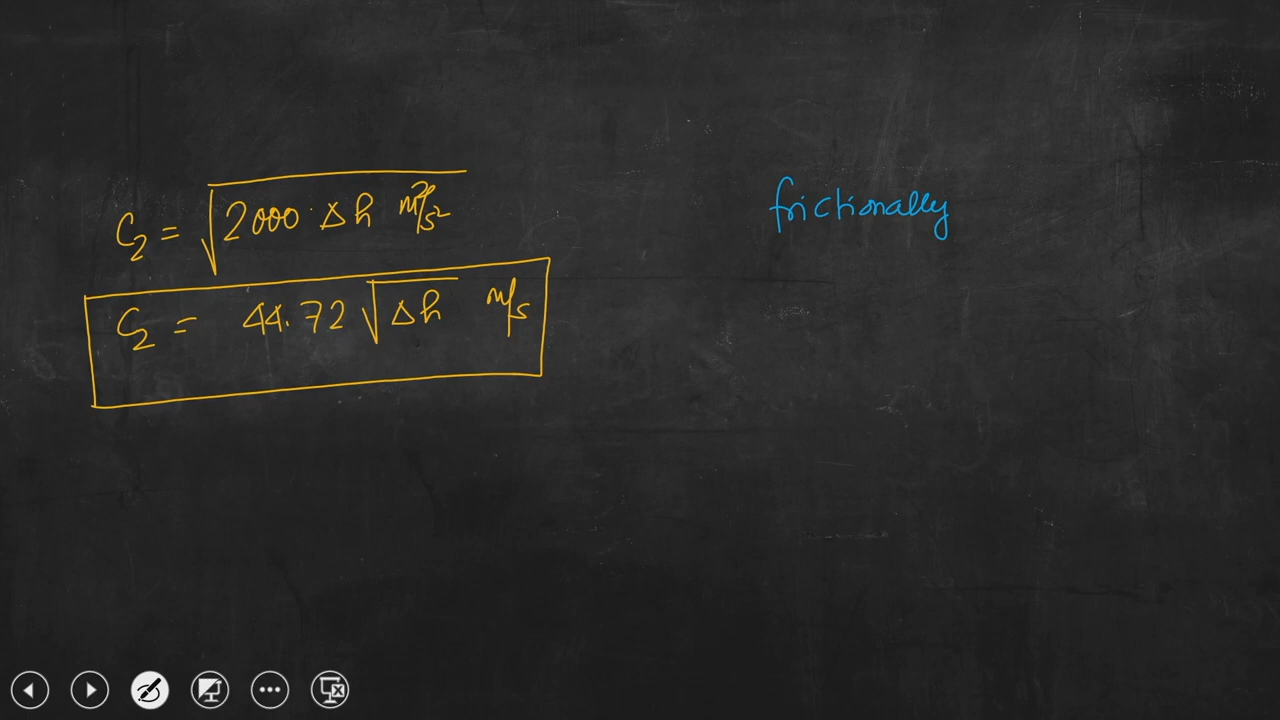 C₂ = √2000·Δh m²/s²
C₂ = 44.72 √Δh m/s
frictionally